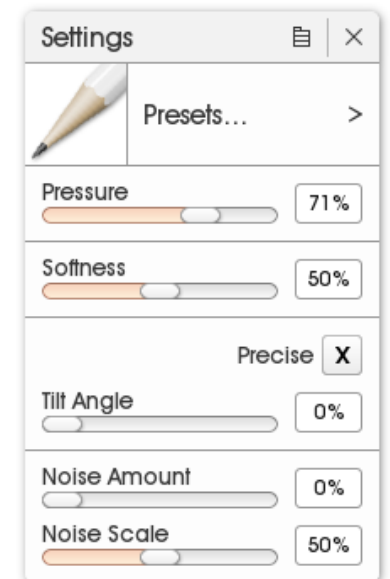 Settings
Presets... >
Pressure
71%
Softness
50%
Precise X
Tilt Angle
0%
Noise Amount
0%
Noise Scale
50%